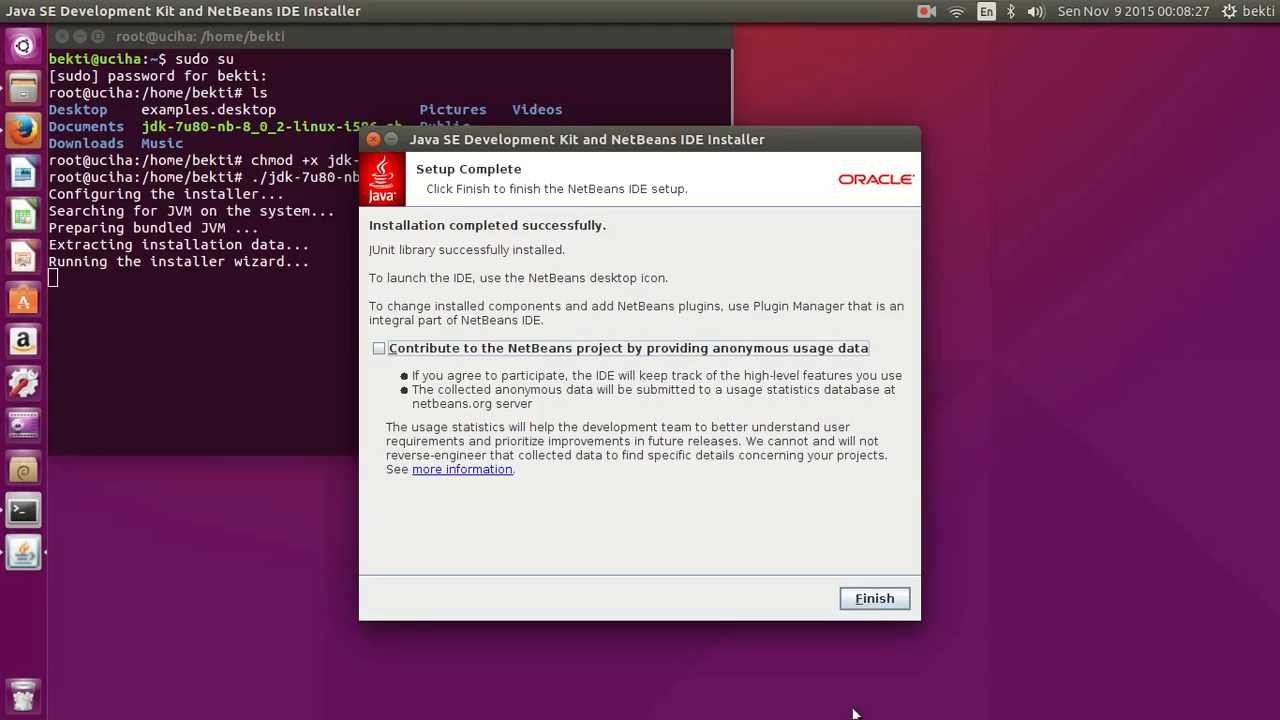 Java SE Development Kit and NetBeans IDE Installer
En
Sen Nov 9 2015 00:08:27
bekti
root@uciha: /home/bekti
bekti@uciha:~$ sudo su
[sudo] password for bekti:
root@uciha:/home/bekti# ls
Desktop examples.desktop Pictures Videos
Documents jdk-7u80-nb-8_0_2-linux-i586.sh Public
Downloads Music
root@uciha:/home/bekti# chmod +x jdk-
root@uciha:/home/bekti# ./jdk-7u80-nb
Configuring the installer...
Searching for JVM on the system...
Preparing bundled JVM ...
Extracting installation data...
Running the installer wizard...
Java SE Development Kit and NetBeans IDE Installer
Java
Setup Complete
Click Finish to finish the NetBeans IDE setup.
ORACLE
Installation completed successfully.
JUnit library successfully installed.
To launch the IDE, use the NetBeans desktop icon.
To change installed components and add NetBeans plugins, use Plugin Manager that is an
integral part of NetBeans IDE.
Contribute to the NetBeans project by providing anonymous usage data
● If you agree to participate, the IDE will keep track of the high-level features you use
● The collected anonymous data will be submitted to a usage statistics database at
netbeans.org server
The usage statistics will help the development team to better understand user
requirements and prioritize improvements in future releases. We cannot and will not
reverse-engineer that collected data to find specific details concerning your projects.
See more information.
Finish